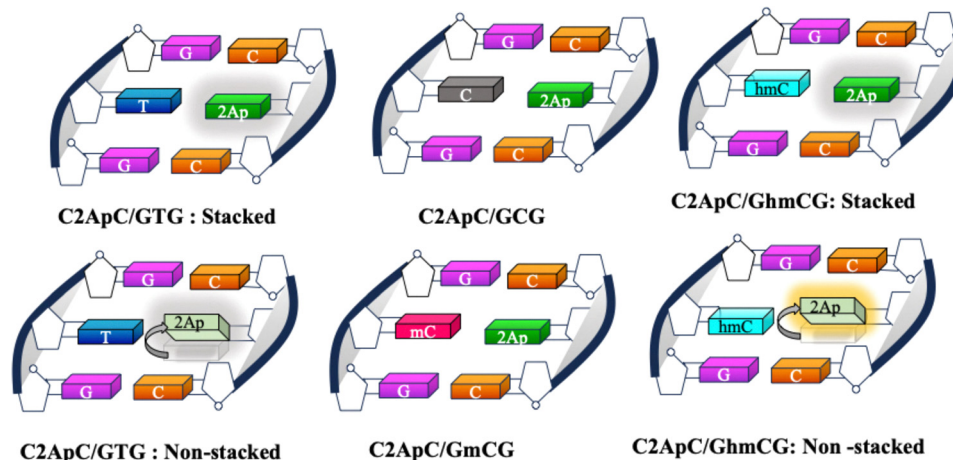 G C
G C
G C
T 2Ap
C 2Ap
hmC 2Ap
G C
G C
G C
C2ApC/GTG : Stacked
C2ApC/GCG
C2ApC/GhmCG: Stacked
G C
G C
G C
T 2Ap
mC 2Ap
hmC 2Ap
G C
G C
G C
C2ApC/GTG : Non-stacked
C2ApC/GmCG
C2ApC/GhmCG: Non -stacked